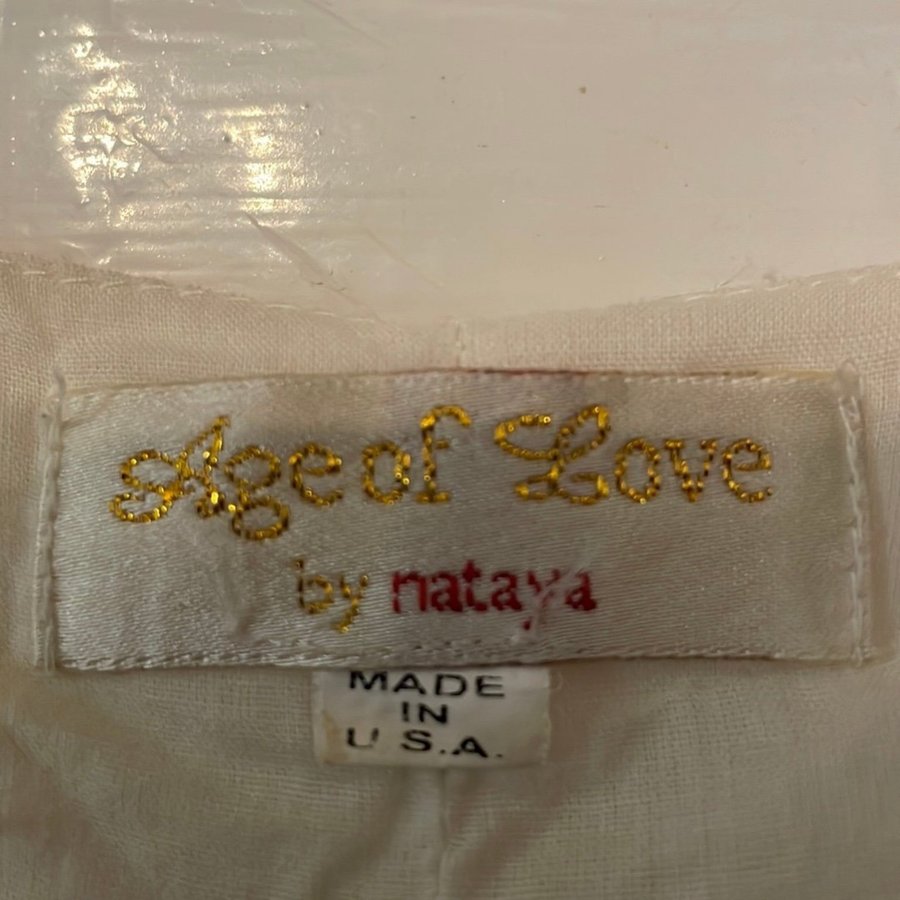 Age of Love
by nataya
MADE
IN
U.S.A.